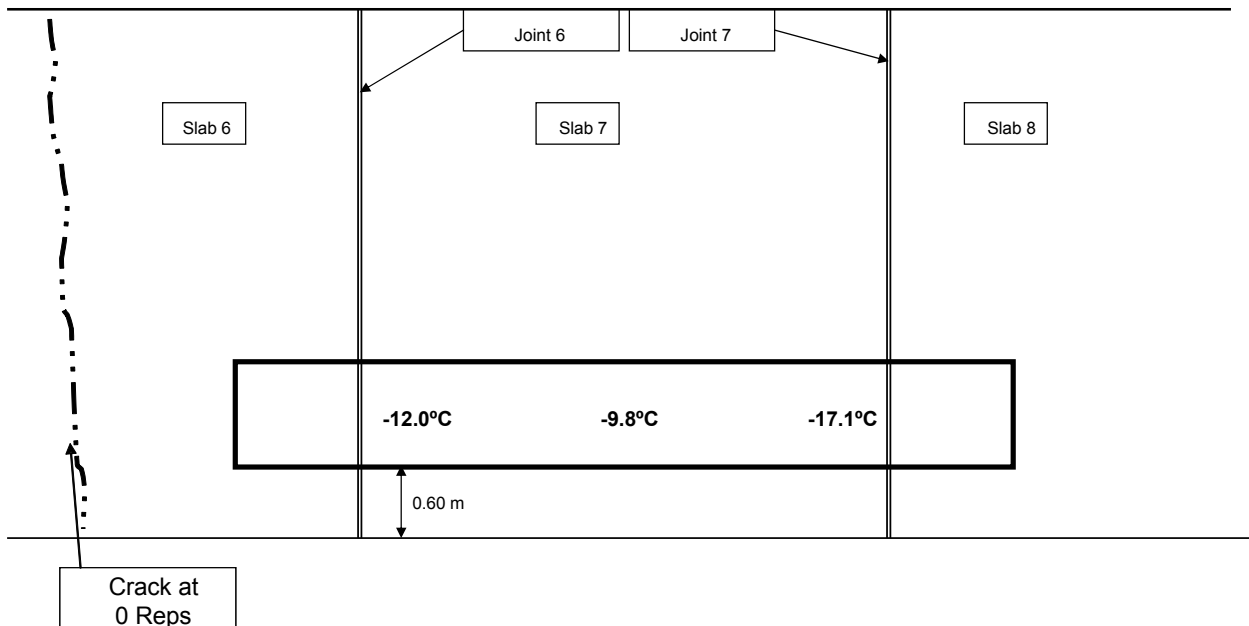 Joint 6
Joint 7
Slab 6
Slab 7
Slab 8
-12.0ºC
-9.8ºC
-17.1ºC
0.60 m
Crack at
0 Reps